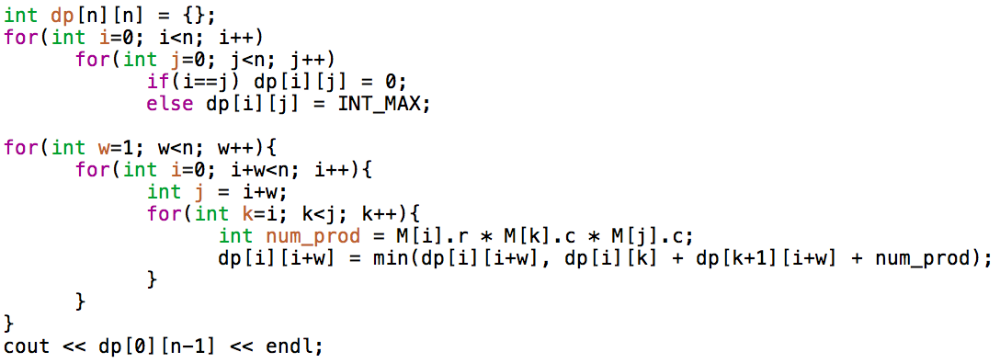 int dp[n][n] = {};
for(int i=0; i<n; i++)
      for(int j=0; j<n; j++)
            if(i==j) dp[i][j] = 0;
            else dp[i][j] = INT_MAX;

for(int w=1; w<n; w++){
      for(int i=0; i+w<n; i++){
            int j = i+w;
            for(int k=i; k<j; k++){
                  int num_prod = M[i].r * M[k].c * M[j].c;
                  dp[i][i+w] = min(dp[i][i+w], dp[i][k] + dp[k+1][i+w] + num_prod);
            }
      }
}
cout << dp[0][n-1] << endl;